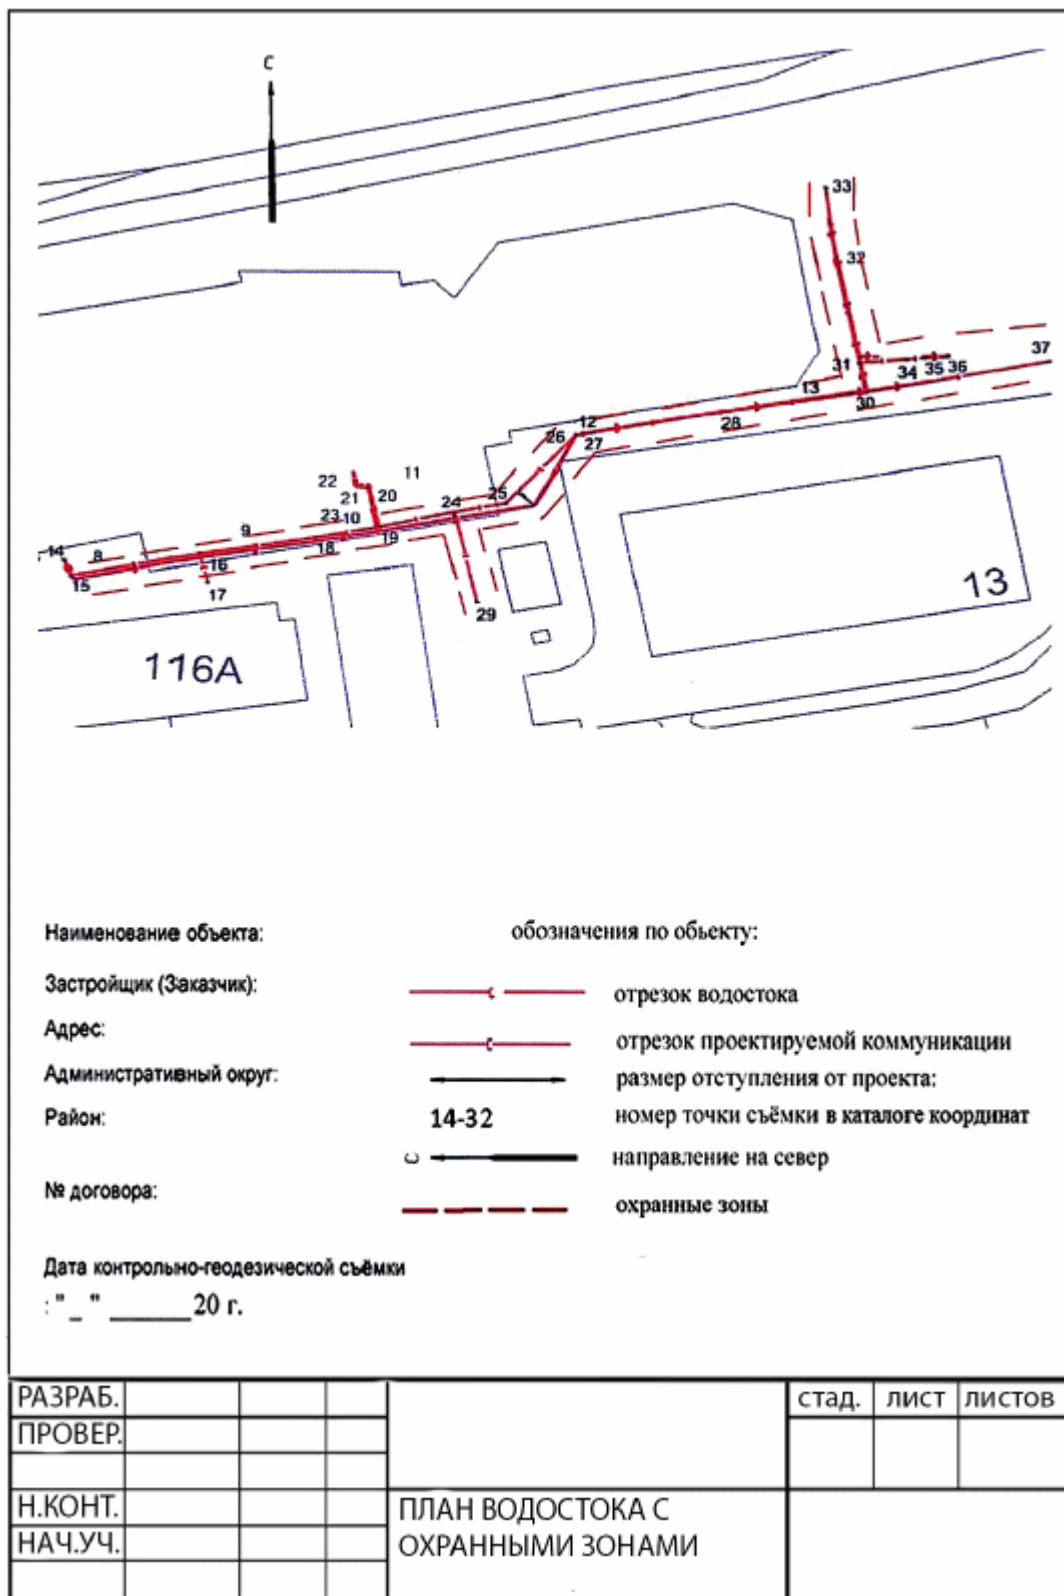 С
33
32
31
34
35
36
37
30
13
28
12
26
27
11
22
20
21
25
24
23
10
9
19
18
14
8
16
15
17
29
13
116А
Наименование объекта:
обозначения по обьекту:
Застройщик (Заказчик):
отрезок водостока
Адрес:
отрезок проектируемой коммуникации
Административный округ:
размер отступления от проекта:
Район:
14-32
номер точки съёмки в каталоге координат
С
направление на север
№ договора:
охранные зоны
Дата контрольно-геодезической съёмки
: " _ " ______20 г.
РАЗРАБ.
стад. лист листов
ПРОВЕР.
Н.КОНТ.
ПЛАН ВОДОСТОКА С
НАЧ.УЧ.
ОХРАННЫМИ ЗОНАМИ